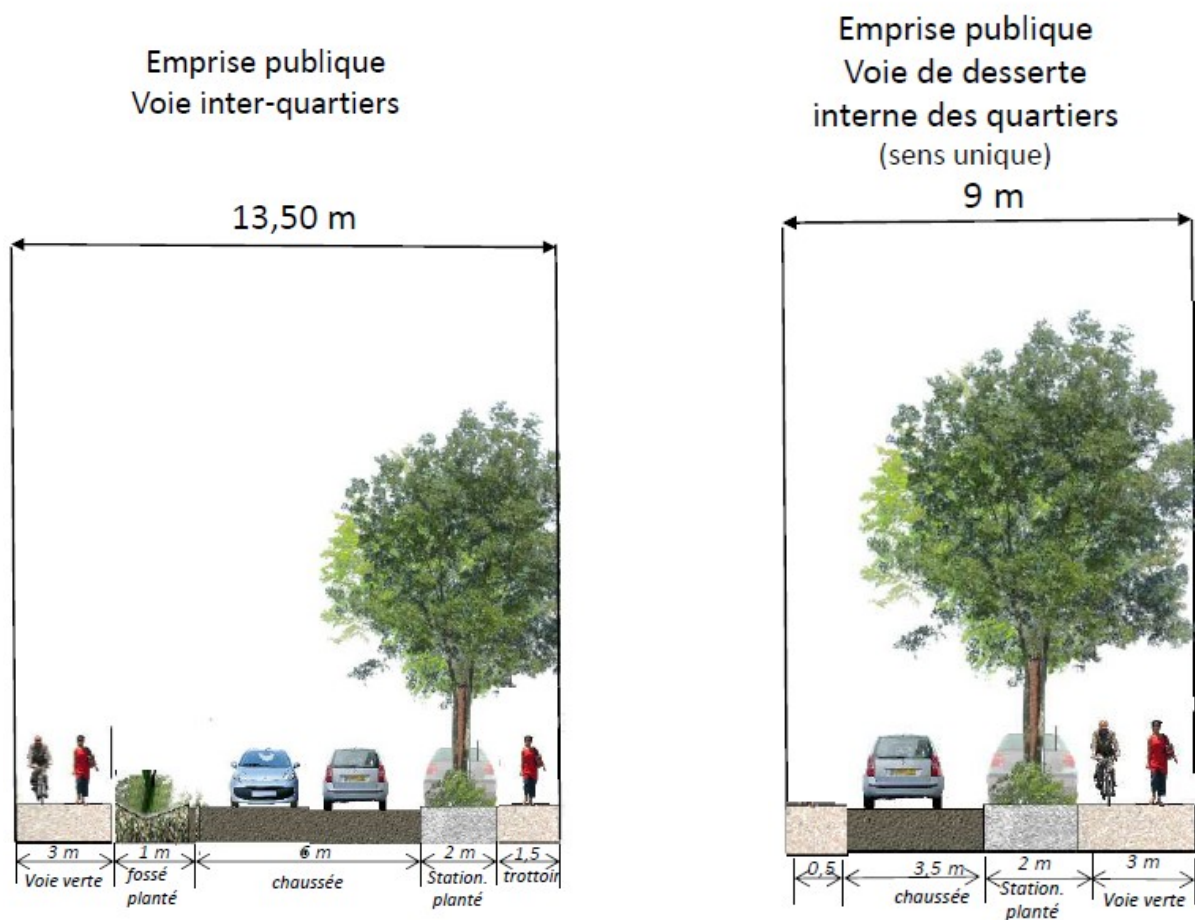 Emprise publique
Voie inter-quartiers
13,50 m
3 m
Voie verte
1 m
fossé
planté
6 m
chaussée
2 m
Station.
planté
1,5
trottoir
Emprise publique
Voie de desserte
interne des quartiers
(sens unique)
9 m
0,5
3,5 m
chaussée
2 m
Station.
planté
3 m
Voie verte